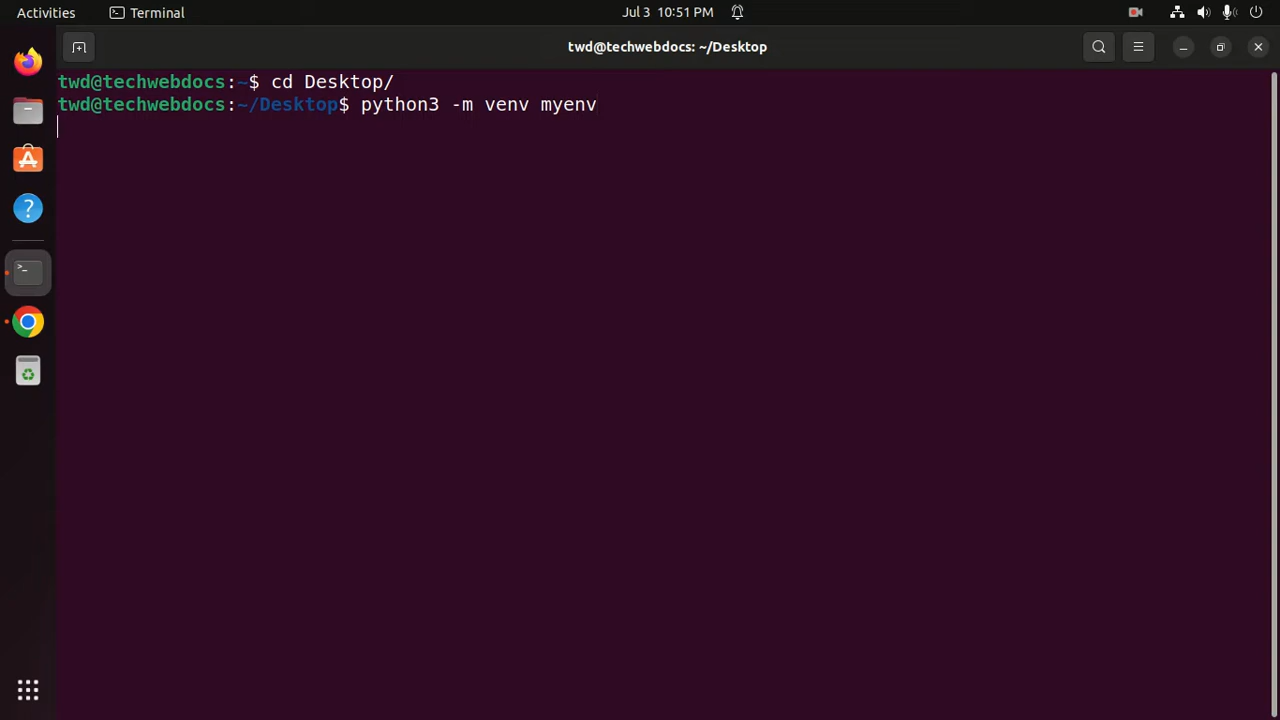 Activities Terminal Jul 3 10:51 PM
twd@techwebdocs: ~/Desktop
twd@techwebdocs:~$ cd Desktop/
twd@techwebdocs:~/Desktop$ python3 -m venv myenv